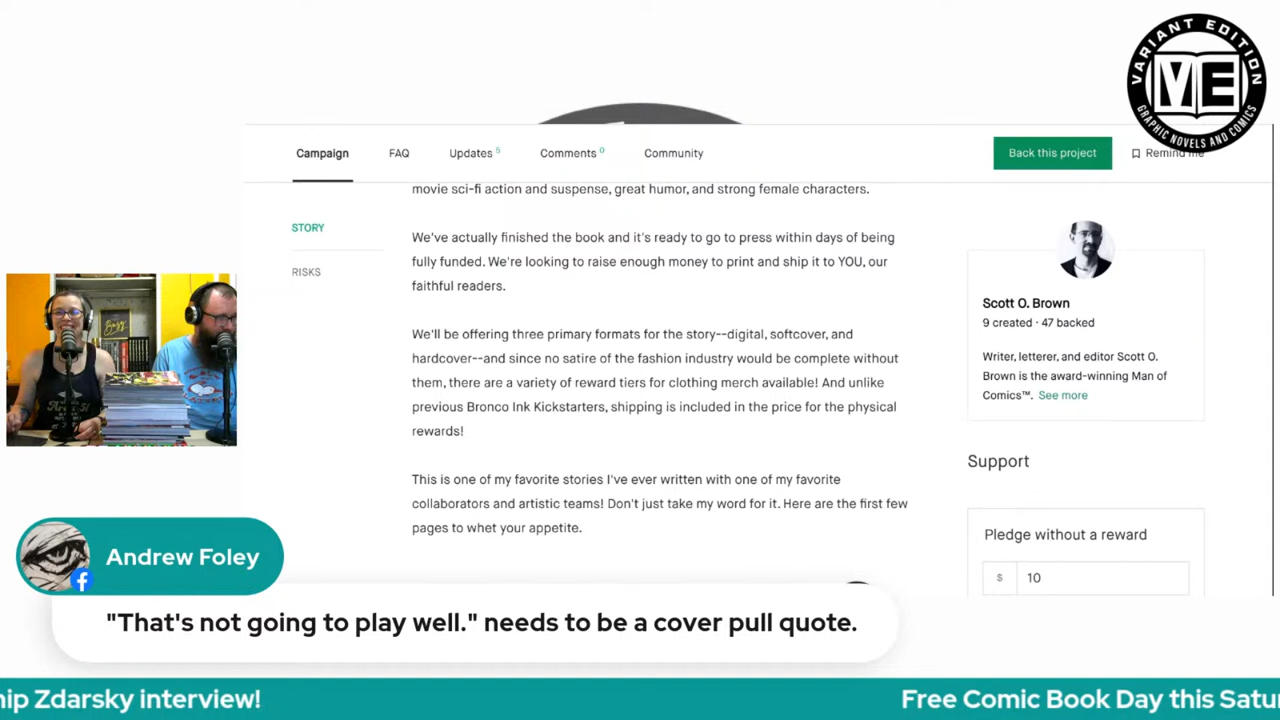 VARIANT EDITION
VE
GRAPHIC NOVELS AND COMICS
Campaign
FAQ
Updates 5
Comments 0
Community
Back this project
Remind me
movie sci-fi action and suspense, great humor, and strong female characters.
STORY
RISKS
We've actually finished the book and it's ready to go to press within days of being
fully funded. We're looking to raise enough money to print and ship it to YOU, our
faithful readers.
We'll be offering three primary formats for the story--digital, softcover, and
hardcover--and since no satire of the fashion industry would be complete without
them, there are a variety of reward tiers for clothing merch available! And unlike
previous Bronco Ink Kickstarters, shipping is included in the price for the physical
rewards!
This is one of my favorite stories I've ever written with one of my favorite
collaborators and artistic teams! Don't just take my word for it. Here are the first few
pages to whet your appetite.
Scott O. Brown
9 created · 47 backed
Writer, letterer, and editor Scott O.
Brown is the award-winning Man of
Comics™. See more
Support
Pledge without a reward
$ 10
Andrew Foley
"That's not going to play well." needs to be a cover pull quote.
hip Zdarsky interview!
Free Comic Book Day this Satur